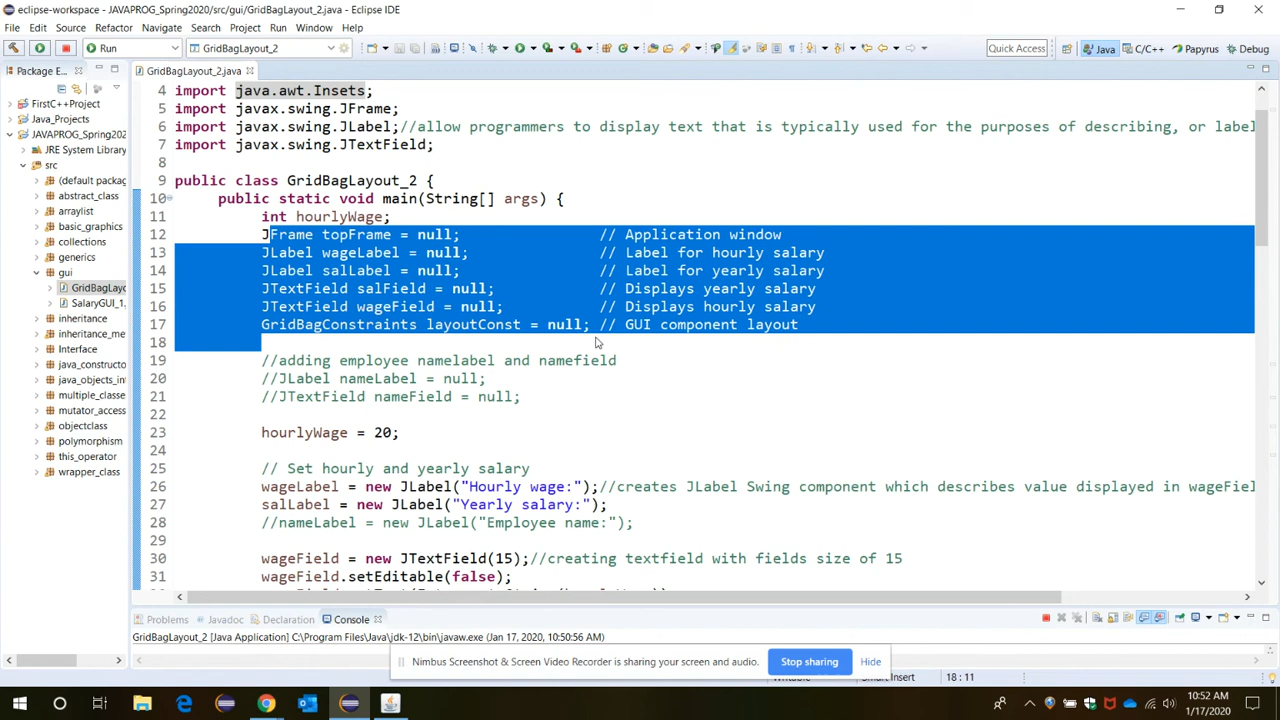 eclipse-workspace - JAVAPROG_Spring2020/src/gui/GridBagLayout_2.java - Eclipse IDE
File Edit Source Refactor Navigate Search Project Run Window Help
Run GridBagLayout_2 Quick Access Java C/C++ Papyrus Debug
Package E... GridBagLayout_2.java
FirstC++Project
Java_Projects
JAVAPROG_Spring202
JRE System Library
src
(default package
abstract_class
arraylist
basic_graphics
collections
generics
gui
GridBagLayo
SalaryGUI_1.
inheritance
inheritance_me
Interface
java_constructo
java_objects_int
multiple_classe
mutator_access
objectclass
polymorphism
this_operator
wrapper_class
4 import java.awt.Insets;
5 import javax.swing.JFrame;
6 import javax.swing.JLabel;//allow programmers to display text that is typically used for the purposes of describing, or label
7 import javax.swing.JTextField;
8
9 public class GridBagLayout_2 {
10 public static void main(String[] args) {
11 int hourlyWage;
12 JFrame topFrame = null; // Application window
13 JLabel wageLabel = null; // Label for hourly salary
14 JLabel salLabel = null; // Label for yearly salary
15 JTextField salField = null; // Displays yearly salary
16 JTextField wageField = null; // Displays hourly salary
17 GridBagConstraints layoutConst = null; // GUI component layout
18
19 //adding employee namelabel and namefield
20 //JLabel nameLabel = null;
21 //JTextField nameField = null;
22
23 hourlyWage = 20;
24
25 // Set hourly and yearly salary
26 wageLabel = new JLabel("Hourly wage:");//creates JLabel Swing component which describes value displayed in wageFiel
27 salLabel = new JLabel("Yearly salary:");
28 //nameLabel = new JLabel("Employee name:");
29
30 wageField = new JTextField(15);//creating textfield with fields size of 15
31 wageField.setEditable(false);
Problems Javadoc Declaration Console
GridBagLayout_2 [Java Application] C:\Program Files\Java\jdk-12\bin\javaw.exe (Jan 17, 2020, 10:50:56 AM)
Nimbus Screenshot & Screen Video Recorder is sharing your screen and audio. Stop sharing Hide
Smart Insert 18 : 11
10:52 AM
1/17/2020